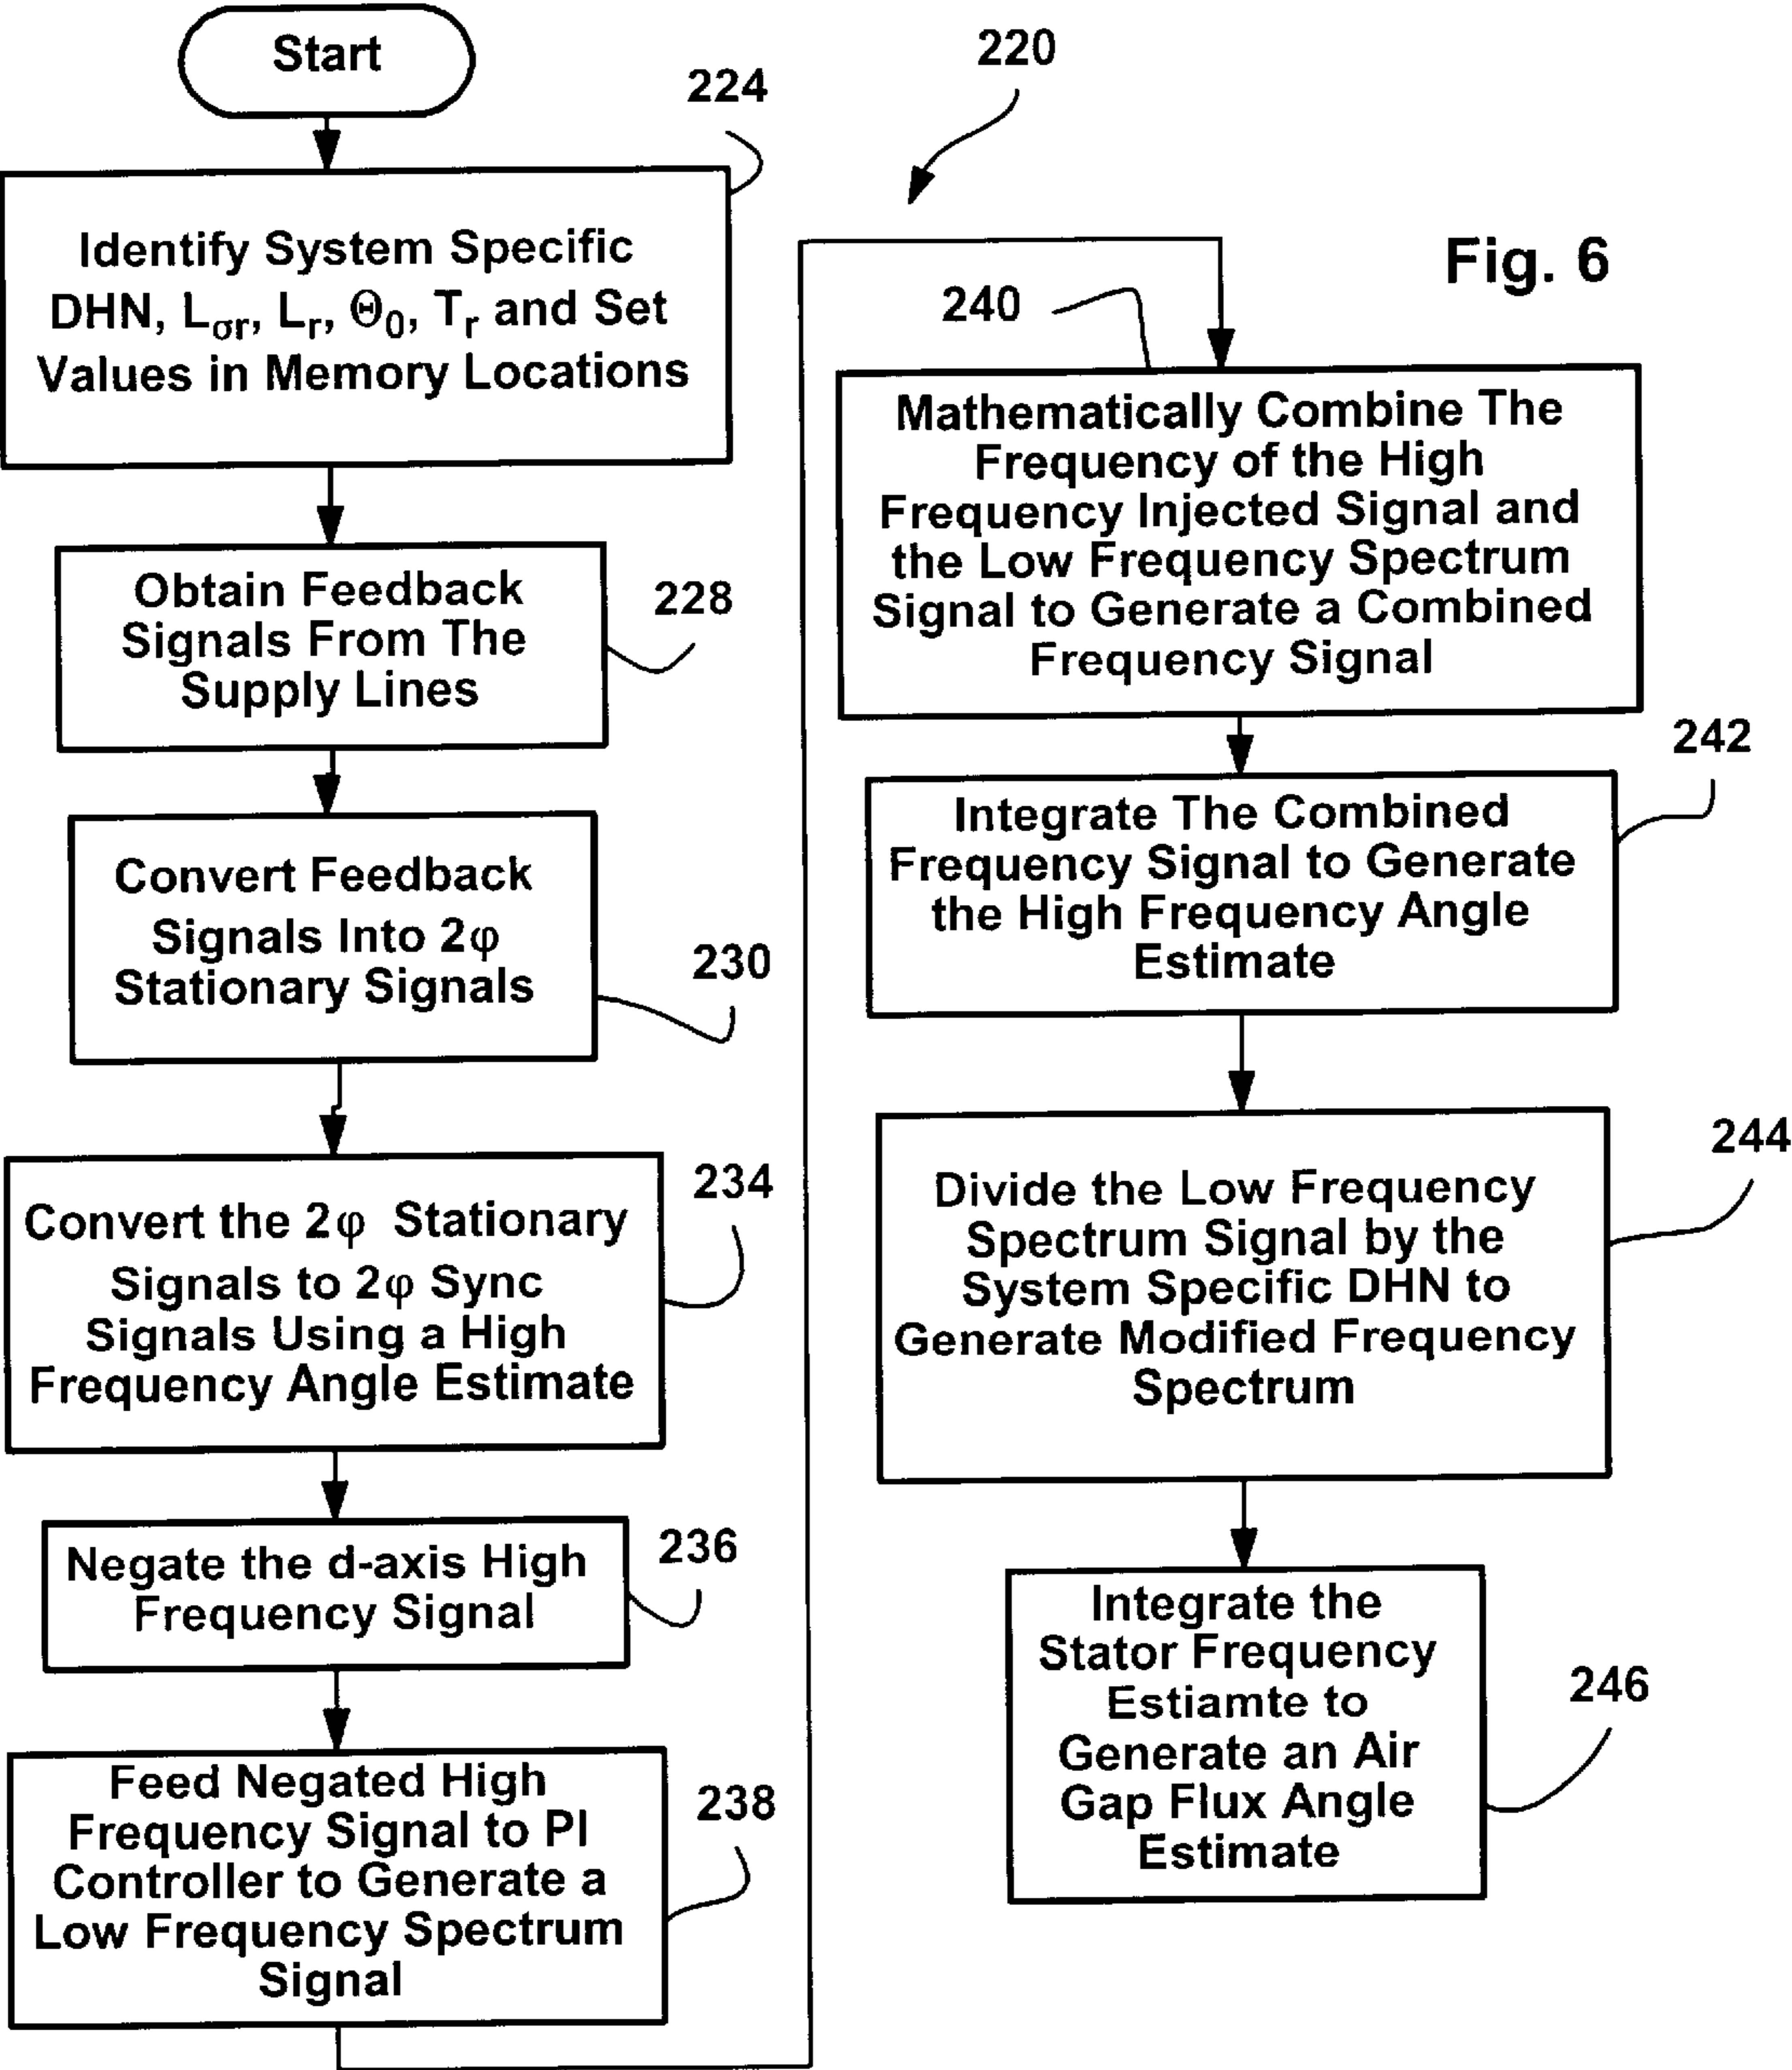 Start
220
224
Identify System Specific
DHN, Lσr, Lr, Θ0, Tr and Set
Values in Memory Locations
Obtain Feedback
Signals From The
Supply Lines
228
Convert Feedback
Signals Into 2φ
Stationary Signals
230
Convert the 2φ Stationary
Signals to 2φ Sync
Signals Using a High
Frequency Angle Estimate
234
Negate the d-axis High
Frequency Signal
236
Feed Negated High
Frequency Signal to PI
Controller to Generate a
Low Frequency Spectrum
Signal
238
Fig. 6
240
Mathematically Combine The
Frequency of the High
Frequency Injected Signal and
the Low Frequency Spectrum
Signal to Generate a Combined
Frequency Signal
242
Integrate The Combined
Frequency Signal to Generate
the High Frequency Angle
Estimate
244
Divide the Low Frequency
Spectrum Signal by the
System Specific DHN to
Generate Modified Frequency
Spectrum
Integrate the
Stator Frequency
Estiamte to
Generate an Air
Gap Flux Angle
Estimate
246